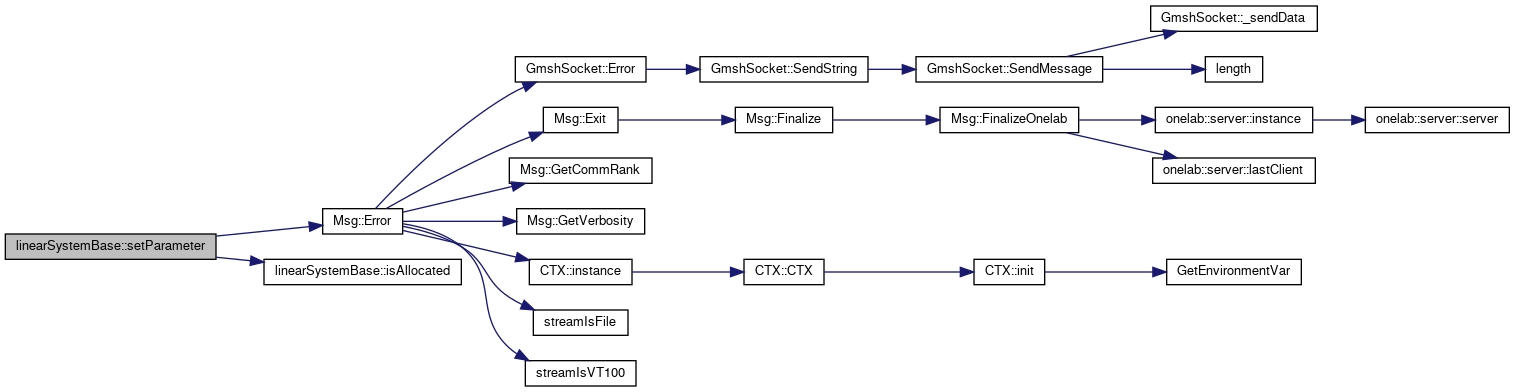 GmshSocket::_sendData
GmshSocket::Error
GmshSocket::SendString
GmshSocket::SendMessage
length
Msg::Exit
Msg::Finalize
Msg::FinalizeOnelab
onelab::server::instance
onelab::server::server
Msg::GetCommRank
onelab::server::lastClient
Msg::Error
Msg::GetVerbosity
linearSystemBase::setParameter
linearSystemBase::isAllocated
CTX::instance
CTX::CTX
CTX::init
GetEnvironmentVar
streamIsFile
streamIsVT100